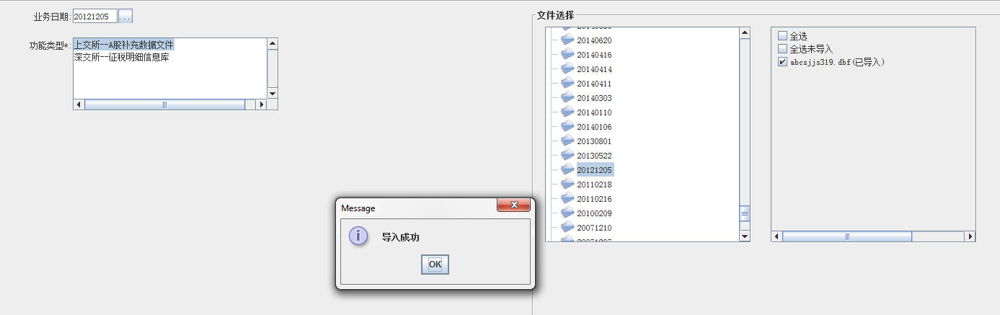 业务日期:
20121205
...
功能类型*:
上交所--A股补充数据文件
深交所--征税明细信息库
文件选择
20140620
20140416
20140414
20140411
20140303
20140110
20140106
20130801
20130522
20121205
20110218
20110216
20100209
20071210
全选
全选未导入
abcsjjs319.dbf(已导入)
Message
导入成功
OK